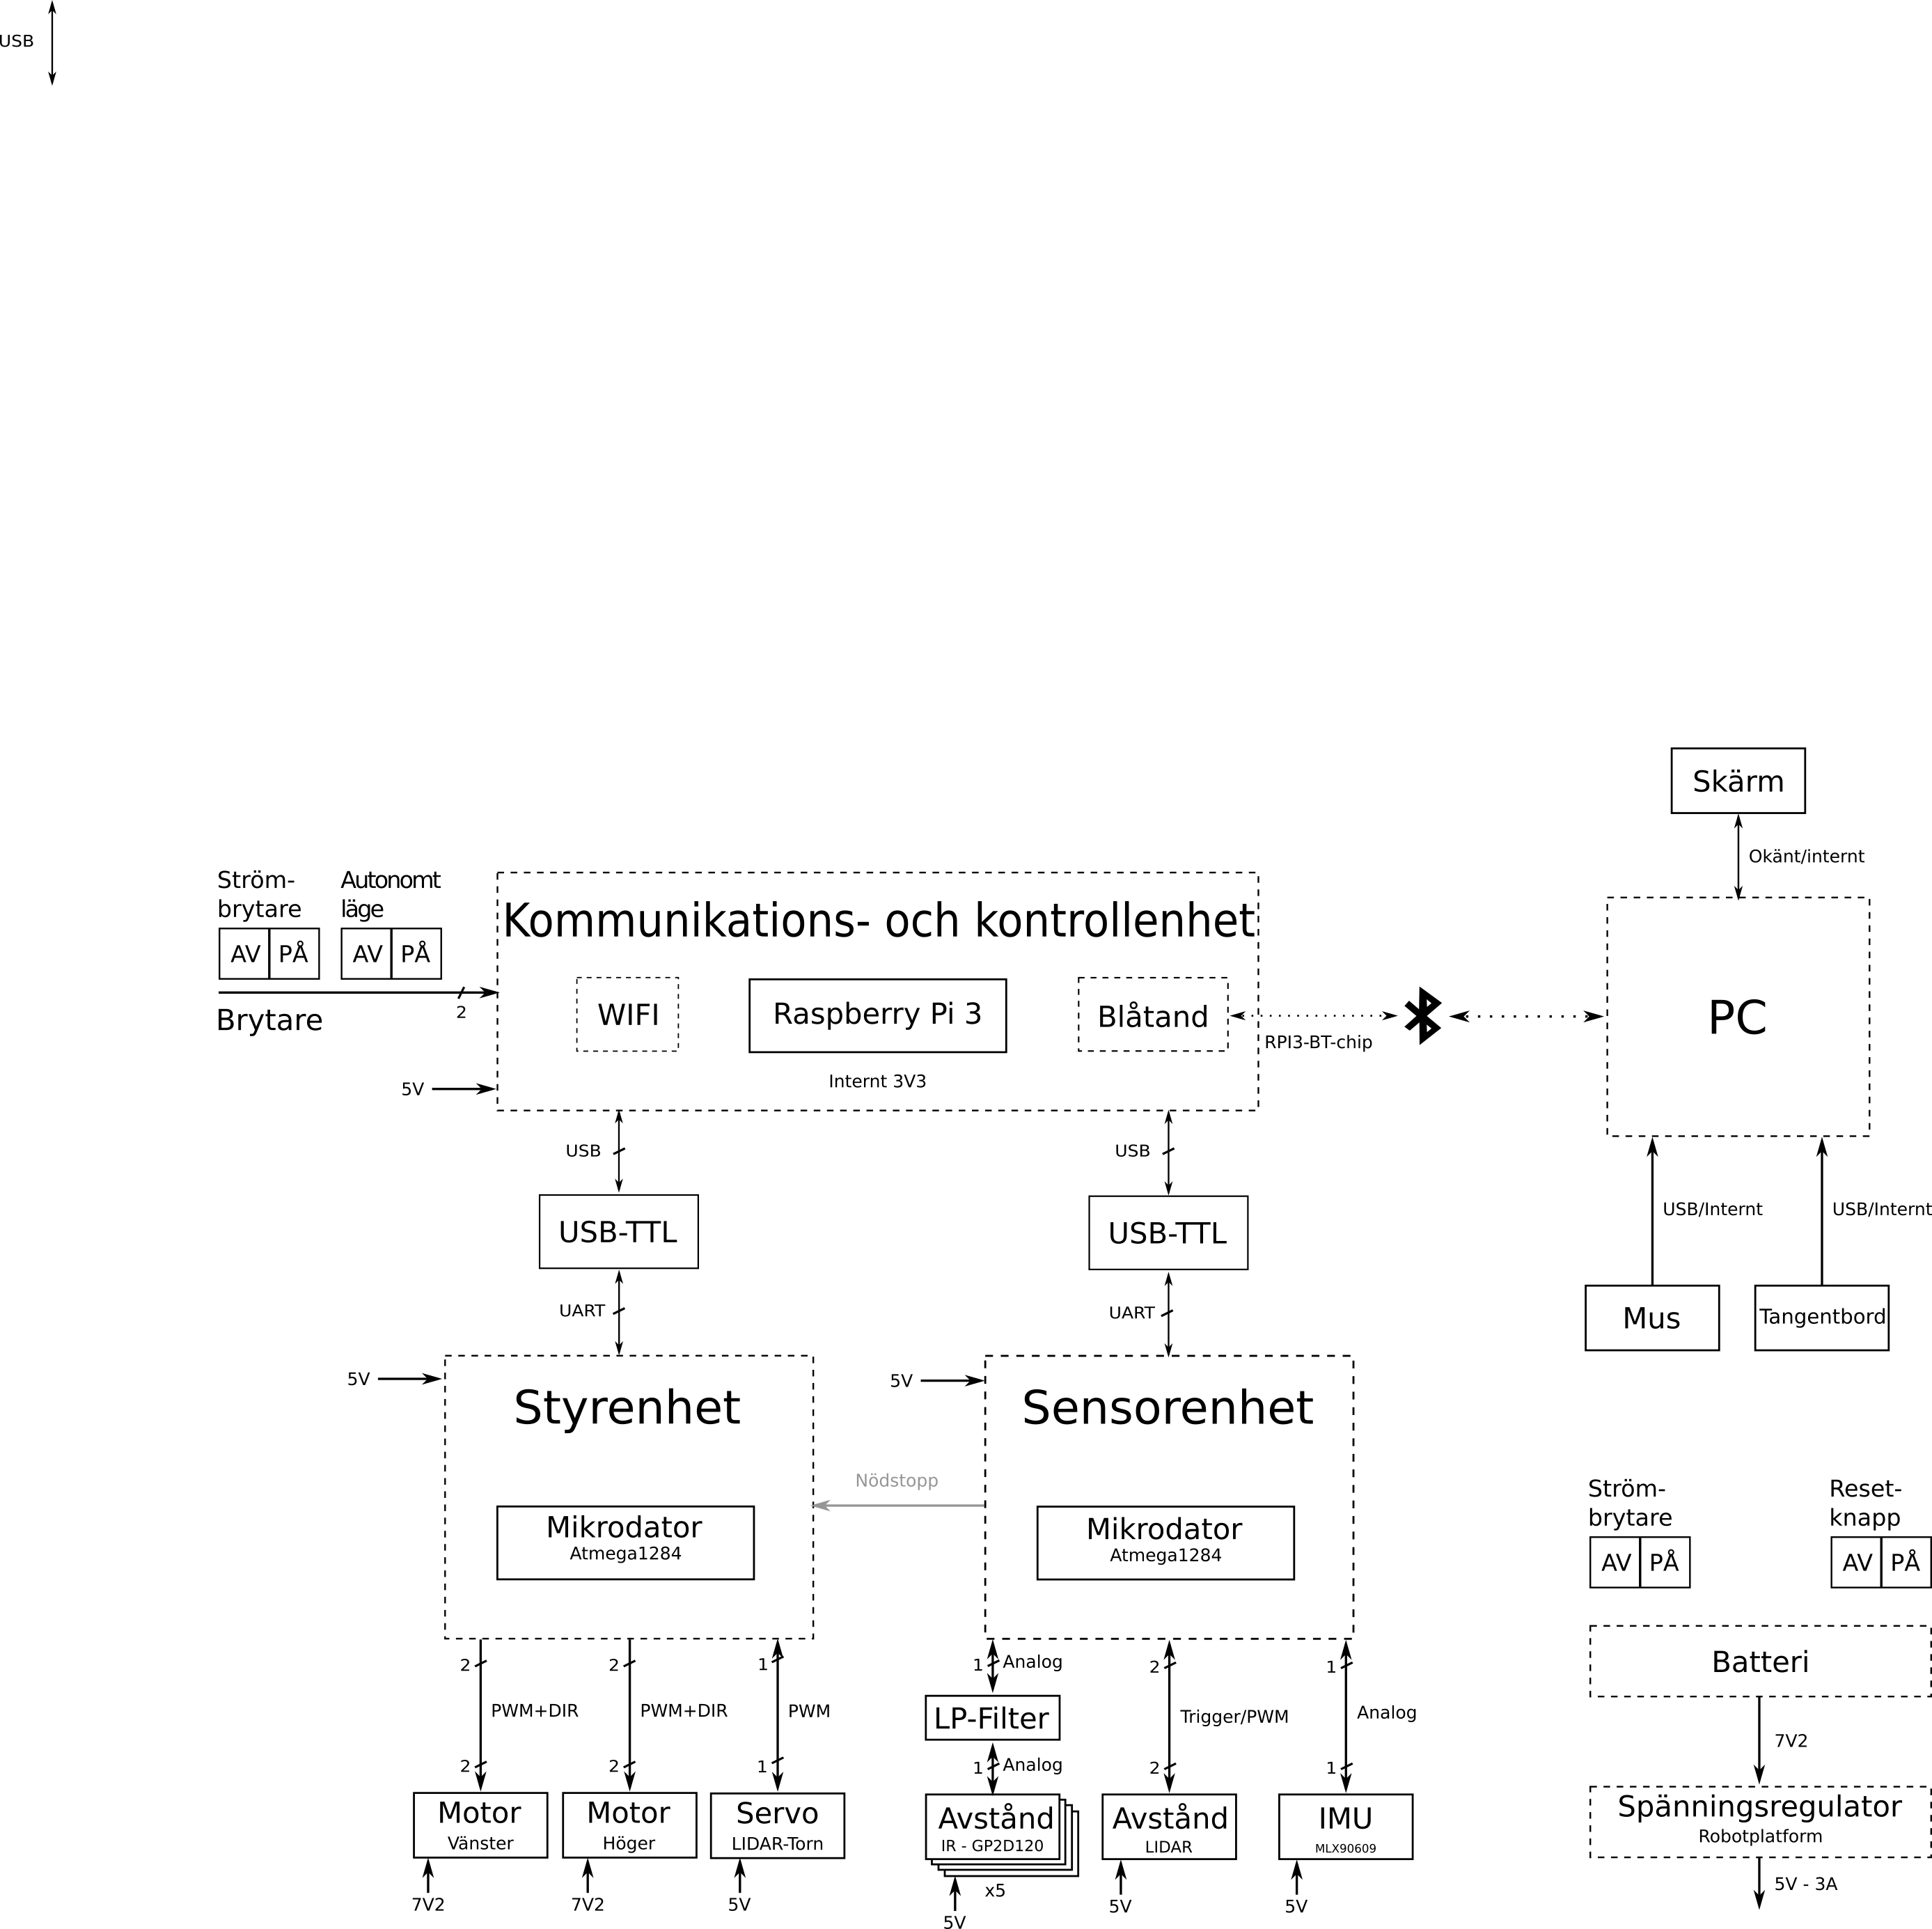 USB
Skärm
Okänt/internt
Ström-
brytare
AV PÅ
Autonomt
läge
AV PÅ
2
Brytare
5V
Kommunikations- och kontrollenhet
WIFI
Raspberry Pi 3
Blåtand
Internt 3V3
RPI3-BT-chip
PC
USB
USB
USB-TTL
USB-TTL
UART
UART
USB/Internt
USB/Internt
Mus
Tangentbord
5V
Styrenhet
Mikrodator
Atmega1284
Nödstopp
5V
Sensorenhet
Mikrodator
Atmega1284
Ström-
brytare
AV PÅ
Reset-
knapp
AV PÅ
Batteri
7V2
Spänningsregulator
Robotplatform
5V - 3A
2
PWM+DIR
2
2
PWM+DIR
2
1
PWM
1
1
Analog
LP-Filter
1
Analog
2
Trigger/PWM
2
1
Analog
1
Motor
Vänster
7V2
Motor
Höger
7V2
Servo
LIDAR-Torn
5V
Avstånd
IR - GP2D120
x5
5V
Avstånd
LIDAR
5V
IMU
MLX90609
5V